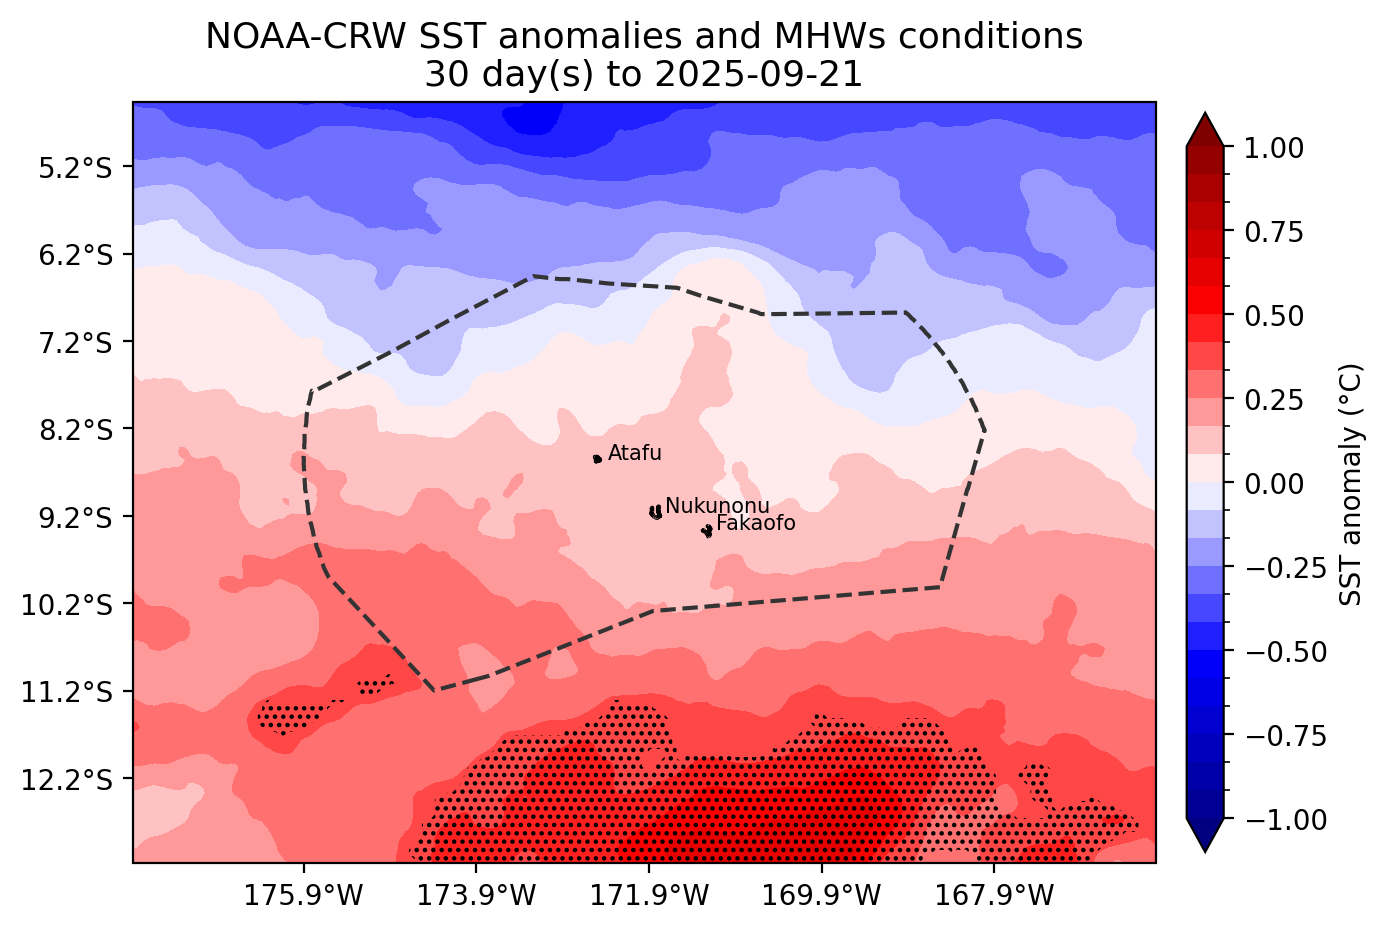 NOAA-CRW SST anomalies and MHWs conditions
30 day(s) to 2025-09-21
5.2°S
6.2°S
7.2°S
8.2°S
9.2°S
10.2°S
11.2°S
12.2°S
Atafu
Nukunonu
Fakaofo
175.9°W
173.9°W
171.9°W
169.9°W
167.9°W
1.00
0.75
0.50
0.25
0.00
−0.25
−0.50
−0.75
−1.00
SST anomaly (°C)